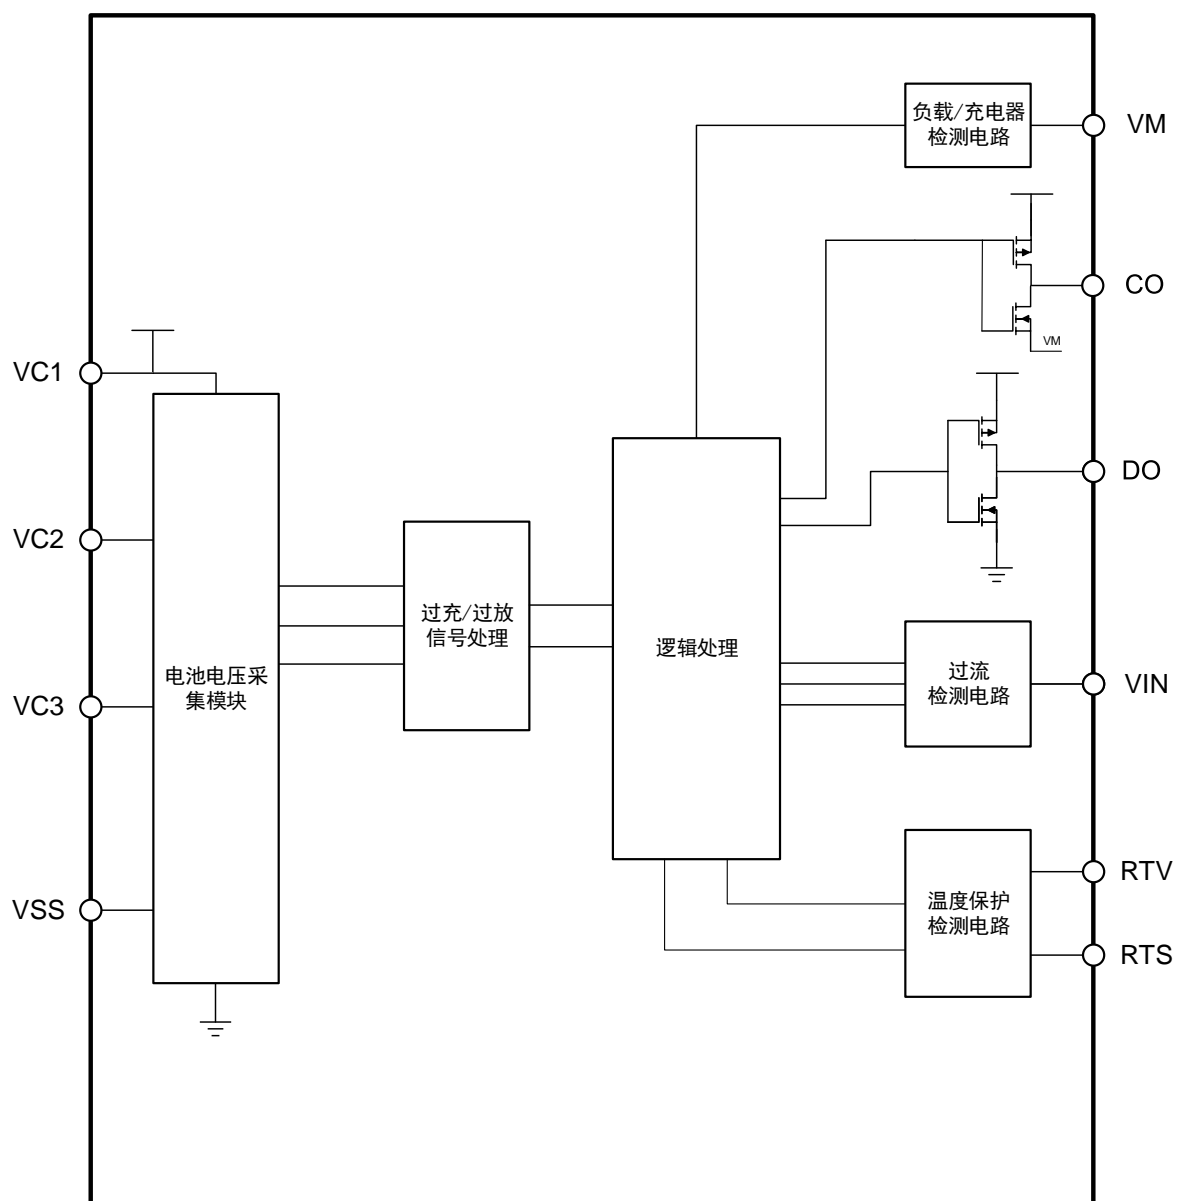 负载/充电器
检测电路
VM
CO
VM
VC1
DO
VC2
过充/过放
信号处理
逻辑处理
过流
检测电路
VIN
电池电压采
集模块
VC3
RTV
VSS
温度保护
检测电路
RTS